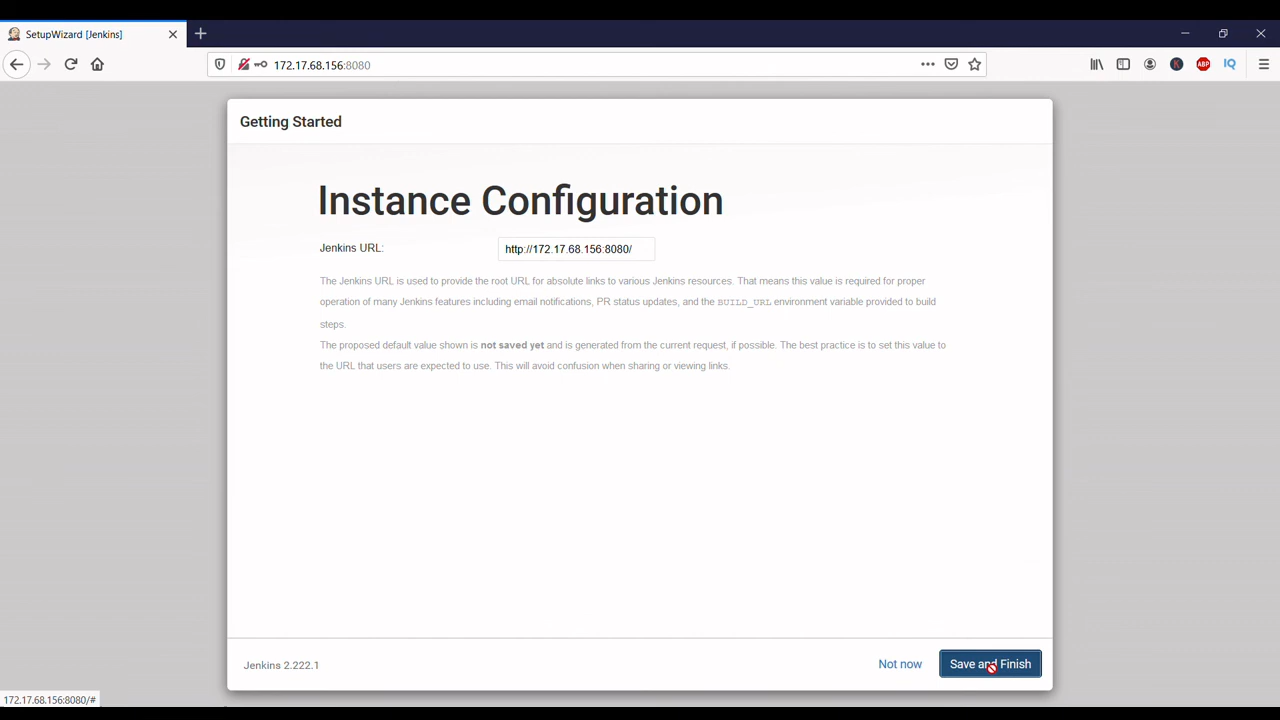 SetupWizard [Jenkins]
172.17.68.156:8080
ABP
IQ
Getting Started
Instance Configuration
Jenkins URL:
http://172.17.68.156:8080/
The Jenkins URL is used to provide the root URL for absolute links to various Jenkins resources. That means this value is required for proper
operation of many Jenkins features including email notifications, PR status updates, and the BUILD_URL environment variable provided to build
steps.
The proposed default value shown is not saved yet and is generated from the current request, if possible. The best practice is to set this value to
the URL that users are expected to use. This will avoid confusion when sharing or viewing links.
Jenkins 2.222.1
Not now
Save and Finish
172.17.68.156:8080/#